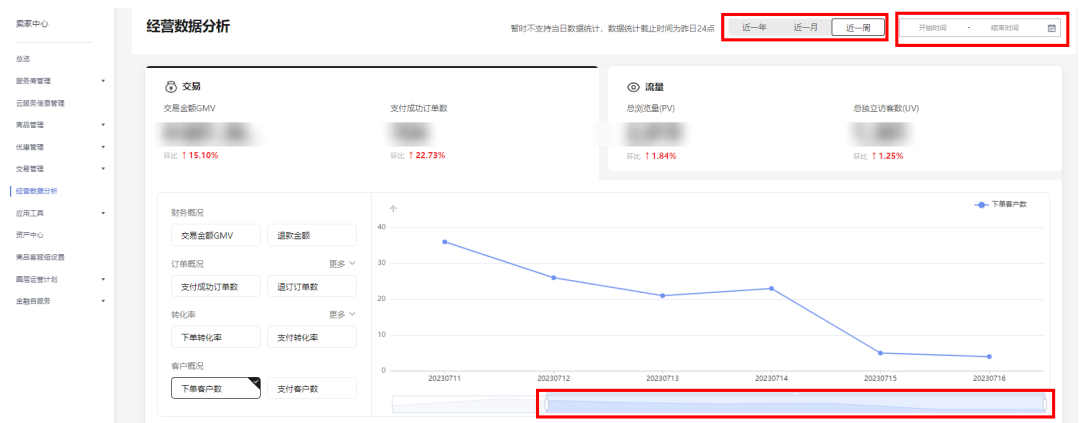 卖家中心
总览
服务商管理
云服务信息管理
商品管理
优惠管理
交易管理
经营数据分析
应用工具
资产中心
商品客服组设置
圈层运营计划
金融自服务
经营数据分析
暂时不支持当日数据统计，数据统计截止时间为昨日24点
近一年 近一月 近一周
开始时间 - 结束时间
交易
交易金额GMV 支付成功订单数
环比 ↑ 15.10% 环比 ↑ 22.73%
流量
总浏览量(PV) 总独立访客数(UV)
环比 ↑ 1.84% 环比 ↑ 1.25%
财务概况
交易金额GMV 退款金额
订单概况 更多
支付成功订单数 退订订单数
转化率 更多
下单转化率 支付转化率
客户概况
下单客户数 支付客户数
个
下单客户数
40
30
20
10
0
20230711 20230712 20230713 20230714 20230715 20230716